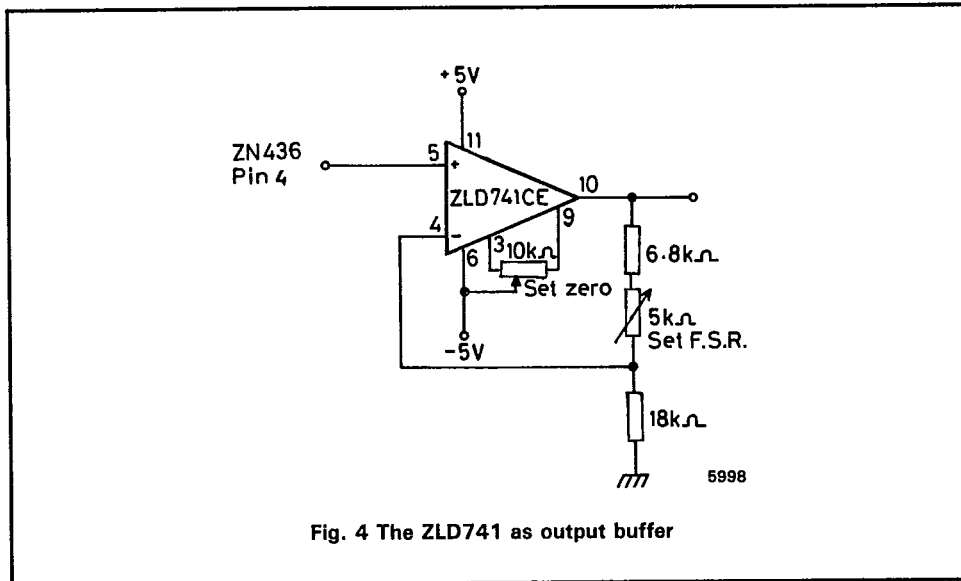 +5V
ZN436
Pin 4
5
+
11
ZLD741CE
10
4
-
9
3
10kΩ
6
Set zero
-5V
6.8kΩ
5kΩ
Set F.S.R.
18kΩ
5998
Fig. 4 The ZLD741 as output buffer